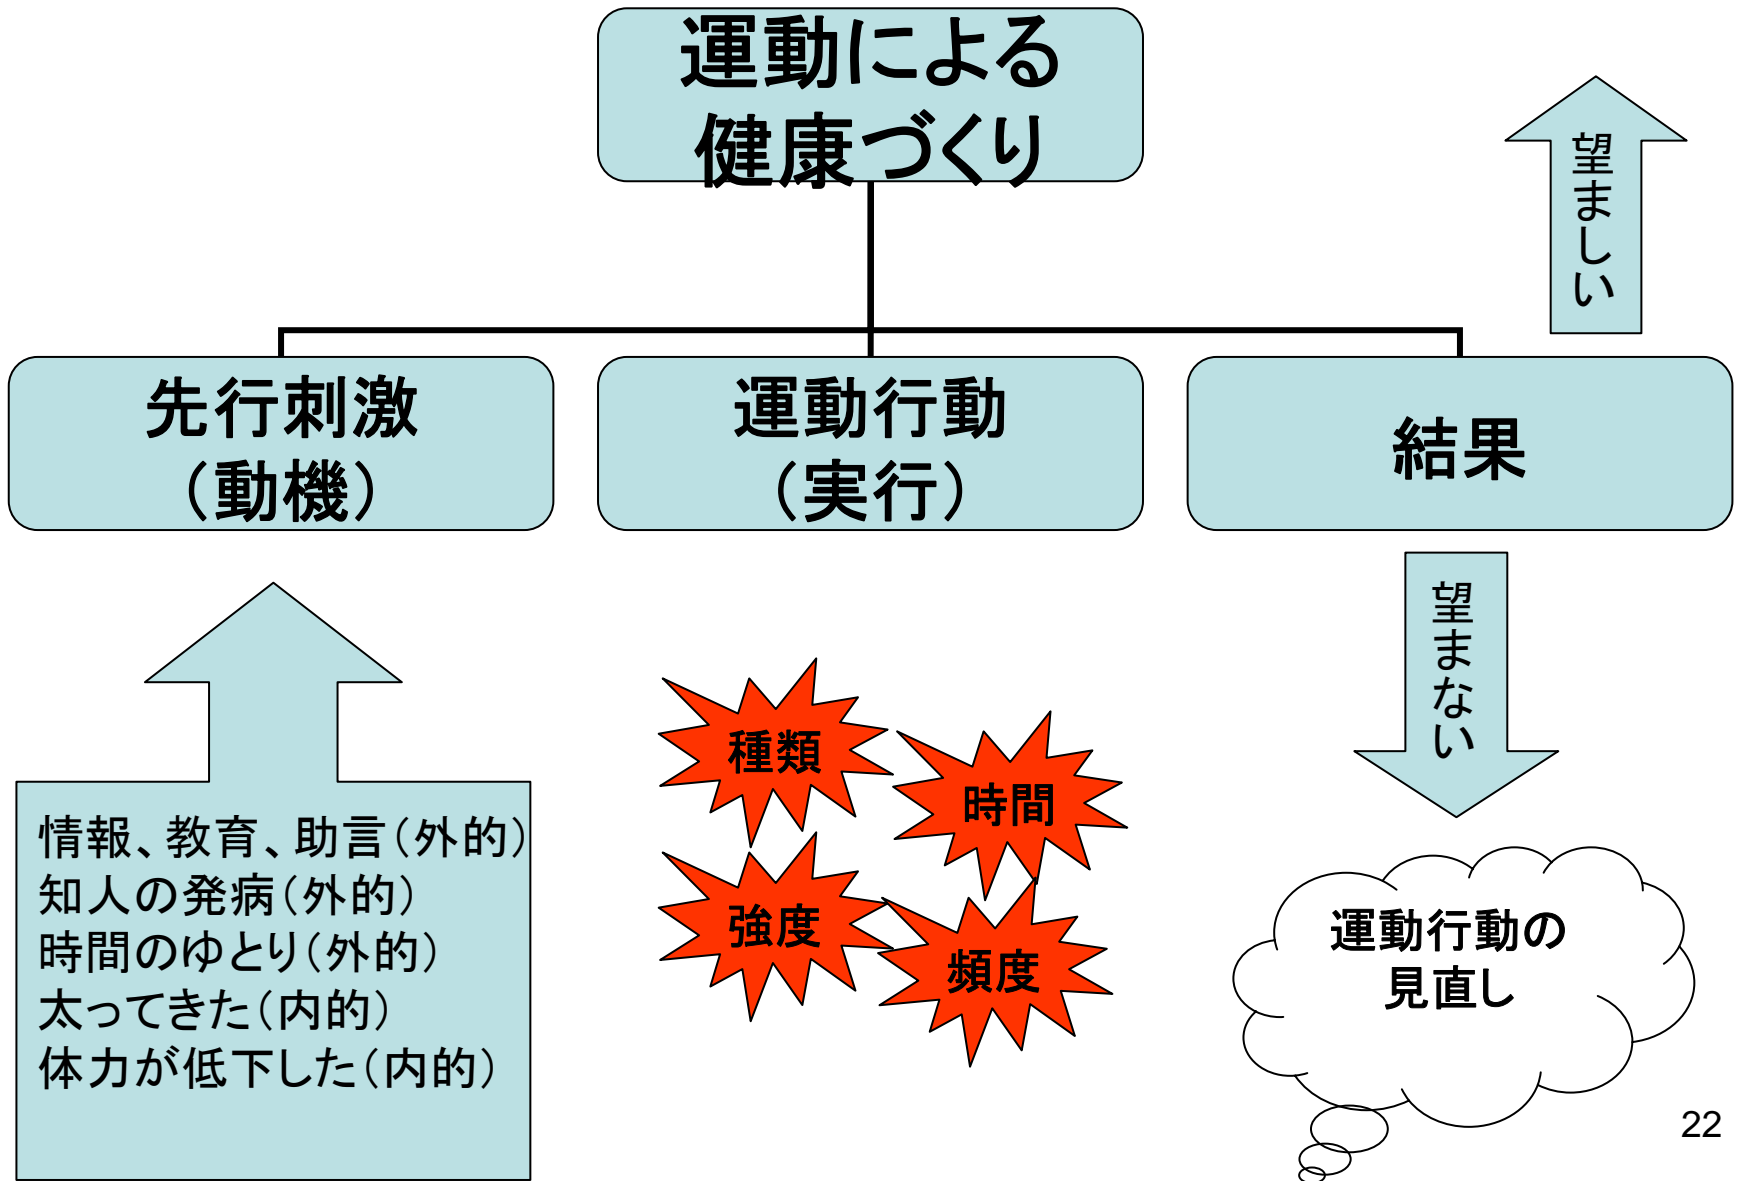 運動による
健康づくり
望ましい
先行刺激
（動機）
運動行動
（実行）
結果
情報、教育、助言（外的）
知人の発病（外的）
時間のゆとり（外的）
太ってきた（内的）
体力が低下した（内的）
種類
時間
強度
頻度
望まない
運動行動の
見直し
22